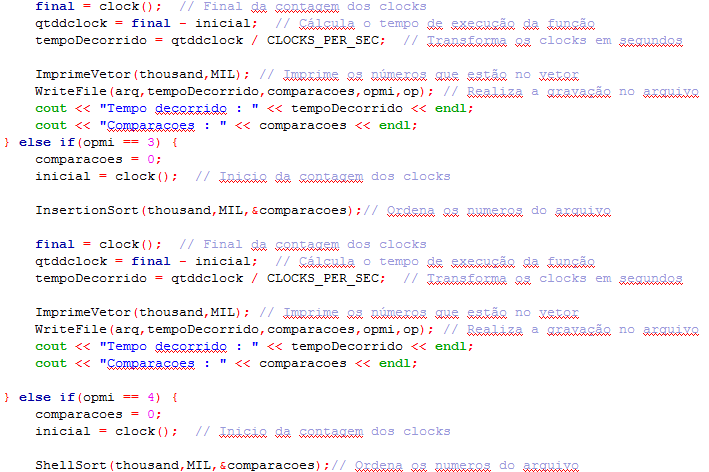 final = clock();  // Final da contagem dos clocks
qtddclock = final - inicial;  // Cálcula o tempo de execução da função
tempoDecorrido = qtddclock / CLOCKS_PER_SEC;  // Transforma os clocks em segundos
ImprimeVetor(thousand,MIL); // Imprime os números que estão no vetor
WriteFile(arq,tempoDecorrido,comparacoes,opmi,op); // Realiza a gravação no arquivo
cout << "Tempo decorrido : " << tempoDecorrido << endl;
cout << "Comparacoes : " << comparacoes << endl;
} else if(opmi == 3) {
comparacoes = 0;
inicial = clock();  // Inicio da contagem dos clocks
InsertionSort(thousand,MIL,&comparacoes);// Ordena os numeros do arquivo
final = clock();  // Final da contagem dos clocks
qtddclock = final - inicial;  // Cálcula o tempo de execução da função
tempoDecorrido = qtddclock / CLOCKS_PER_SEC;  // Transforma os clocks em segundos
ImprimeVetor(thousand,MIL); // Imprime os números que estão no vetor
WriteFile(arq,tempoDecorrido,comparacoes,opmi,op); // Realiza a gravação no arquivo
cout << "Tempo decorrido : " << tempoDecorrido << endl;
cout << "Comparacoes : " << comparacoes << endl;
} else if(opmi == 4) {
comparacoes = 0;
inicial = clock();  // Inicio da contagem dos clocks
ShellSort(thousand,MIL,&comparacoes);// Ordena os numeros do arquivo